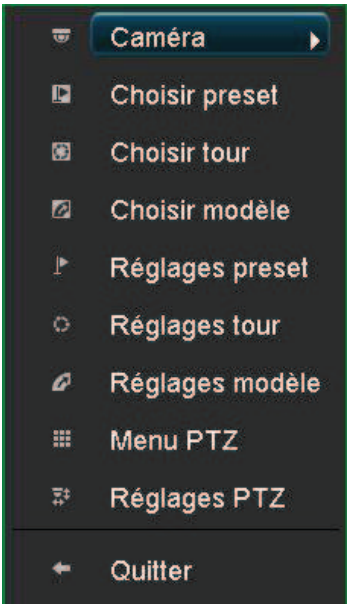 Caméra
Choisir preset
Choisir tour
Choisir modèle
Réglages preset
Réglages tour
Réglages modèle
Menu PTZ
Réglages PTZ
Quitter